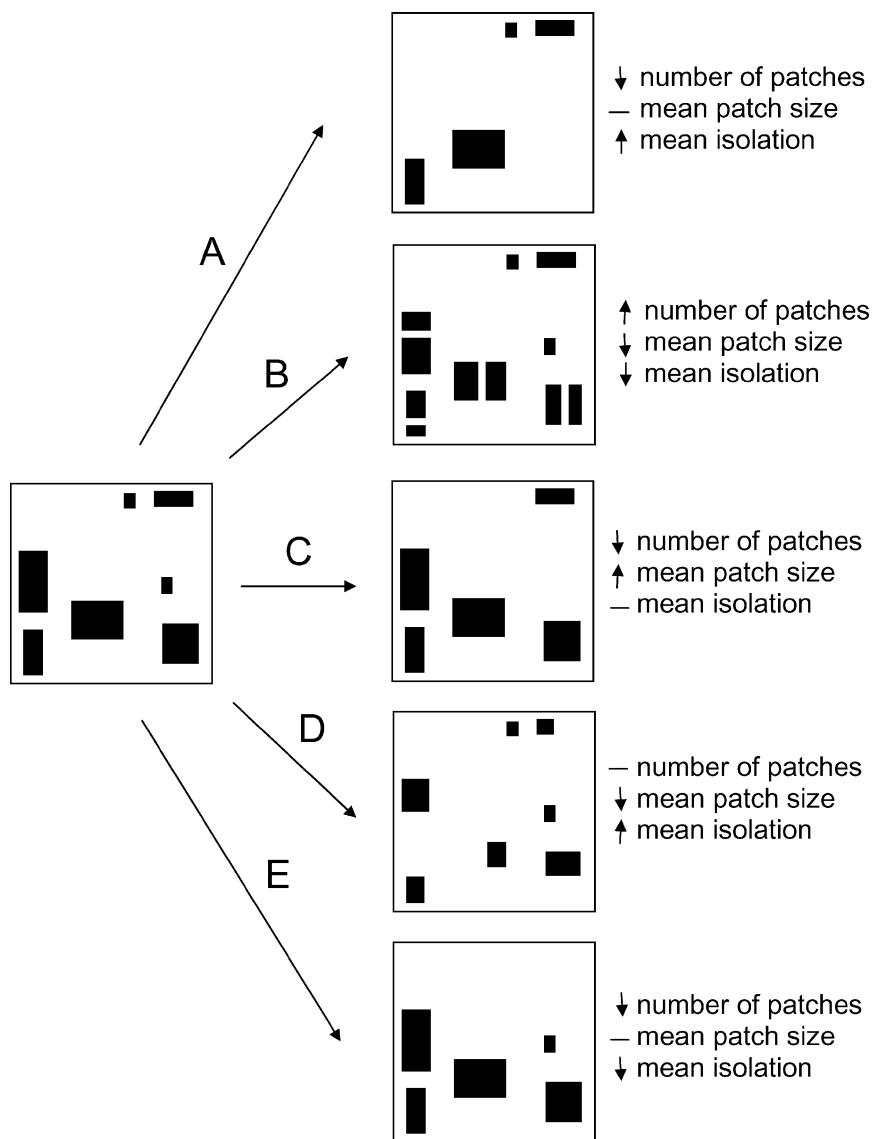 ↓ number of patches
— mean patch size
↑ mean isolation
A
↑ number of patches
↓ mean patch size
↓ mean isolation
B
↓ number of patches
↑ mean patch size
— mean isolation
C
D
— number of patches
↓ mean patch size
↑ mean isolation
E
↓ number of patches
— mean patch size
↓ mean isolation